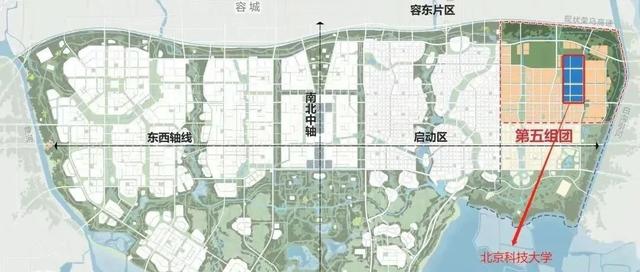 容城
容东片区
现状荣乌高速
南北中轴
东西轴线
启动区
第五组团
北京科技大学